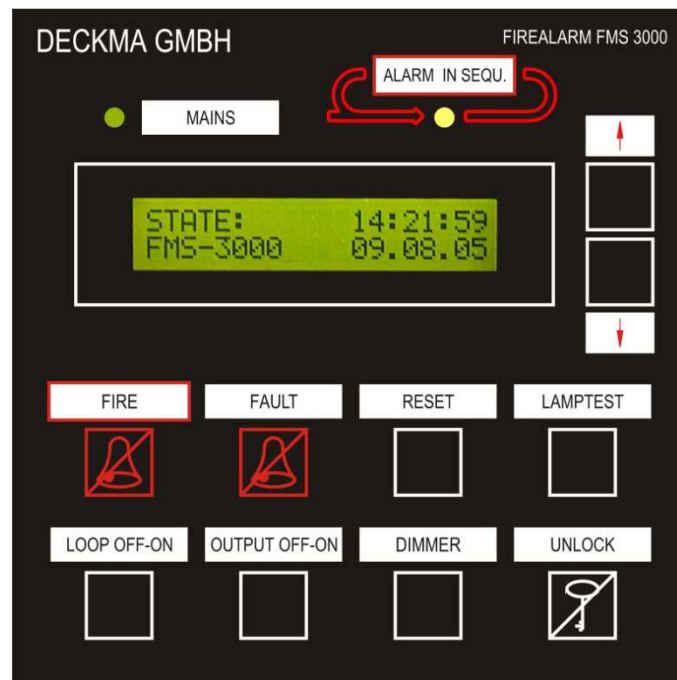 DECKMA GMBH
FIREALARM FMS 3000
ALARM IN SEQU.
MAINS
STATE: 14:21:59
FMS-3000 09.08.05
FIRE FAULT RESET LAMPTEST
LOOP OFF-ON OUTPUT OFF-ON DIMMER UNLOCK